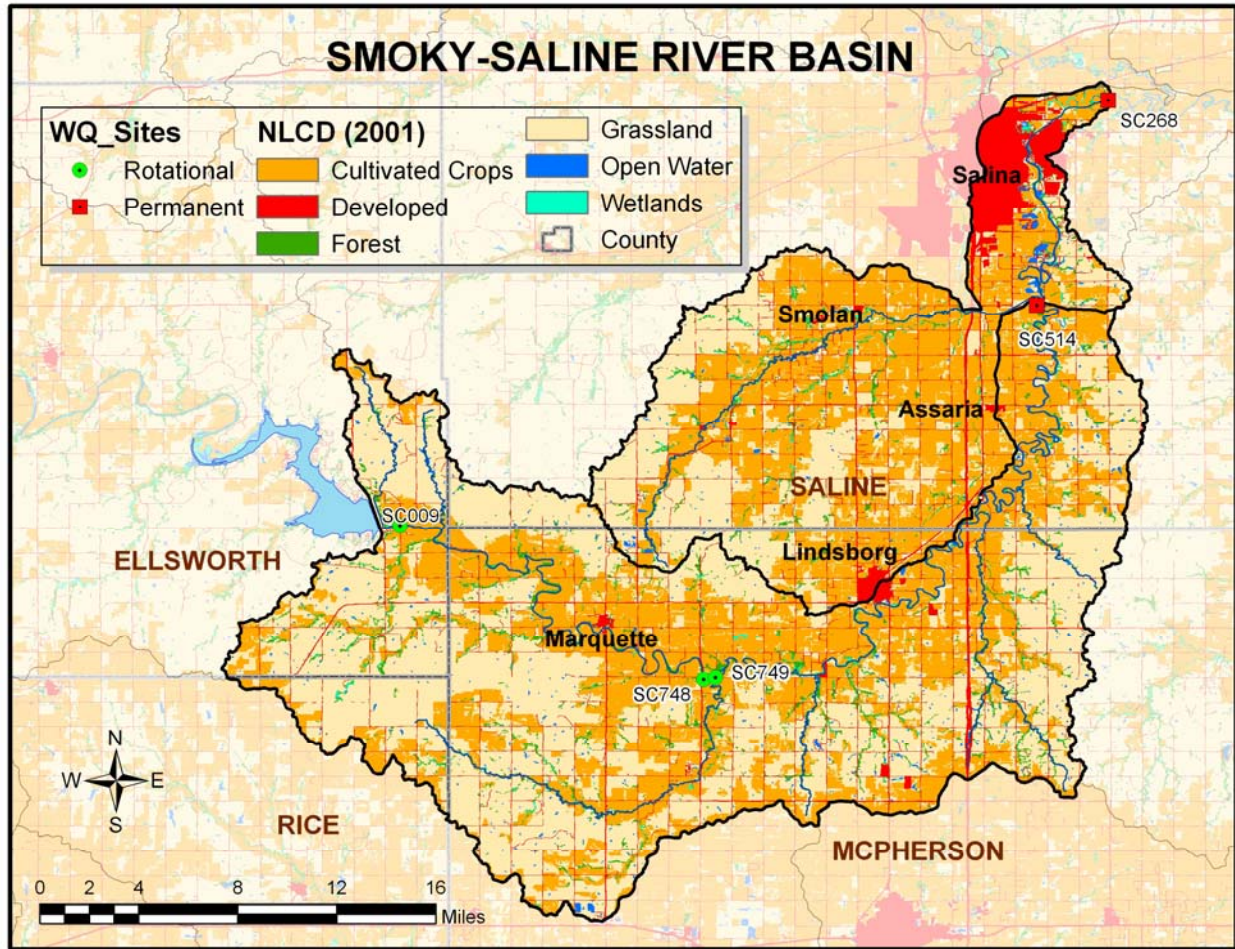 SMOKY-SALINE RIVER BASIN
WQ_Sites
Rotational
Permanent
NLCD (2001)
Cultivated Crops
Developed
Forest
Grassland
Open Water
Wetlands
County
SC268
Salina
Smolan
SC514
Assaria
SALINE
SC009
ELLSWORTH
Lindsborg
Marquette
SC749
SC748
N
W E
S
RICE
MCPHERSON
0 2 4 8 12 16
Miles